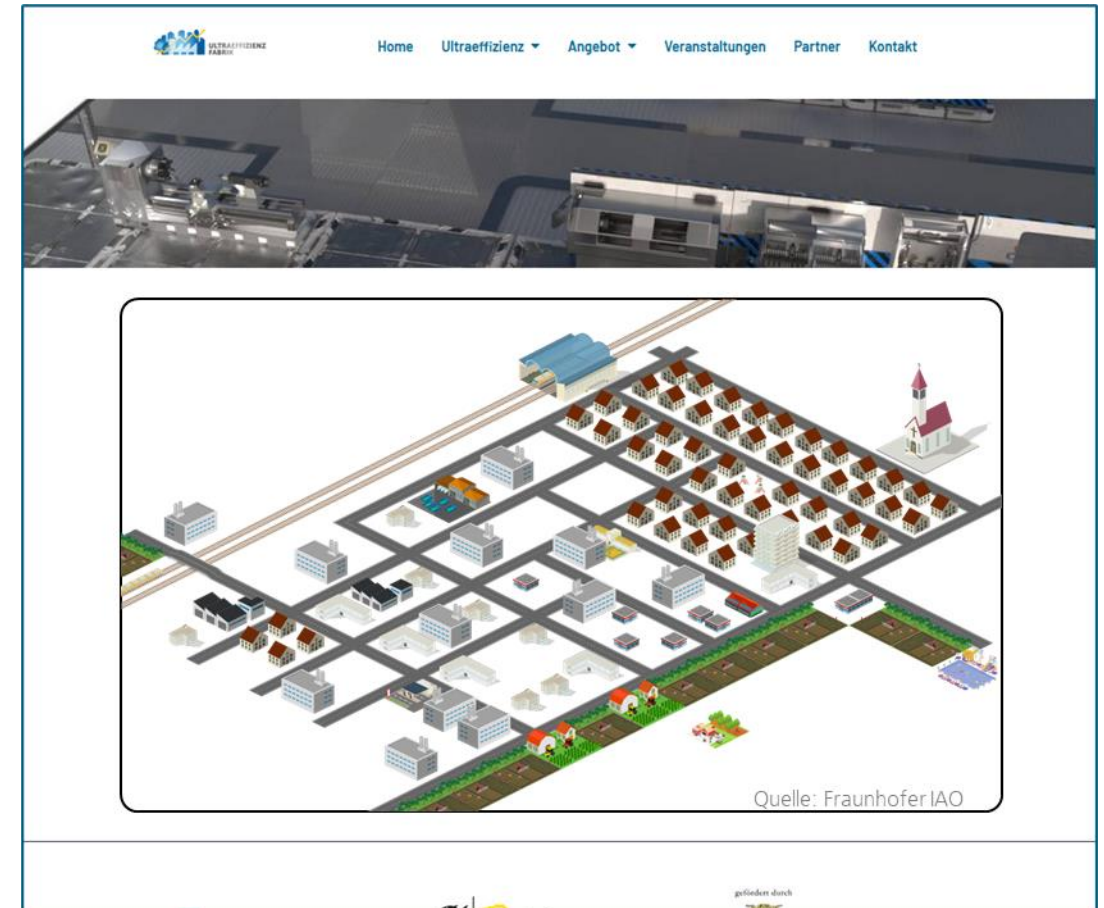 ULTRAEFFIZIENZ
FABRIK
Home Ultraeffizienz Angebot Veranstaltungen Partner Kontakt
Quelle: Fraunhofer IAO
gefördert durch